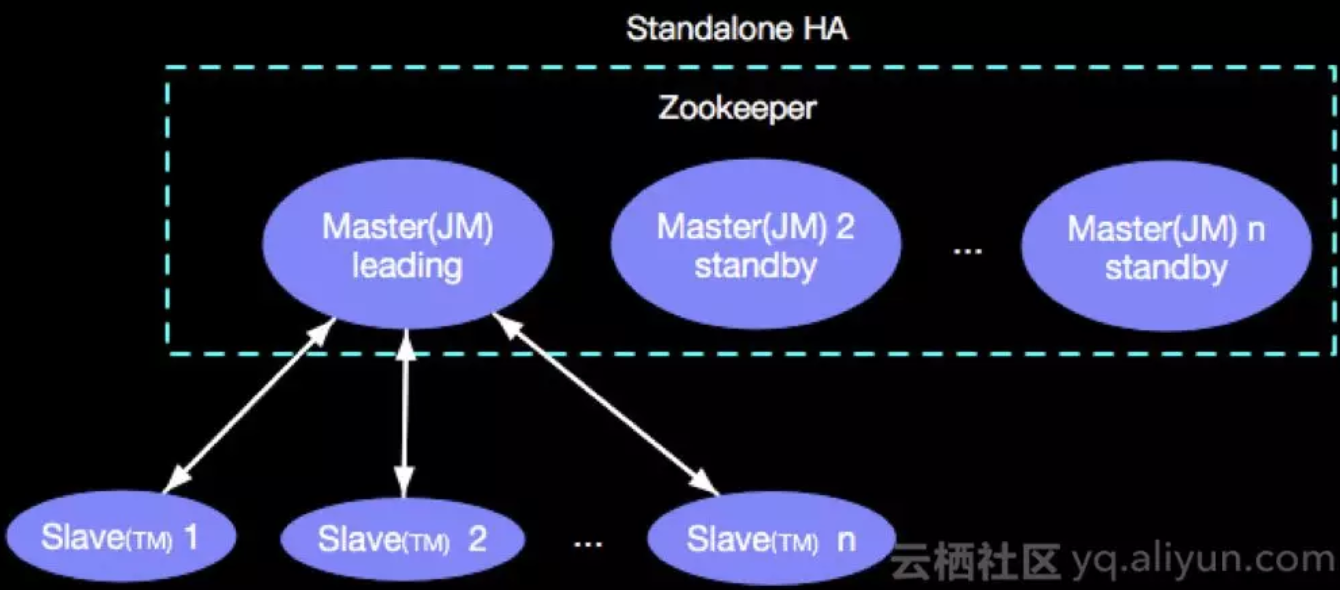 Standalone HA
Zookeeper
Master(JM)
leading
Master(JM) 2
standby
...
Master(JM) n
standby
Slave(TM) 1
Slave(TM) 2
...
Slave(TM) n
云栖社区 yq.aliyun.com